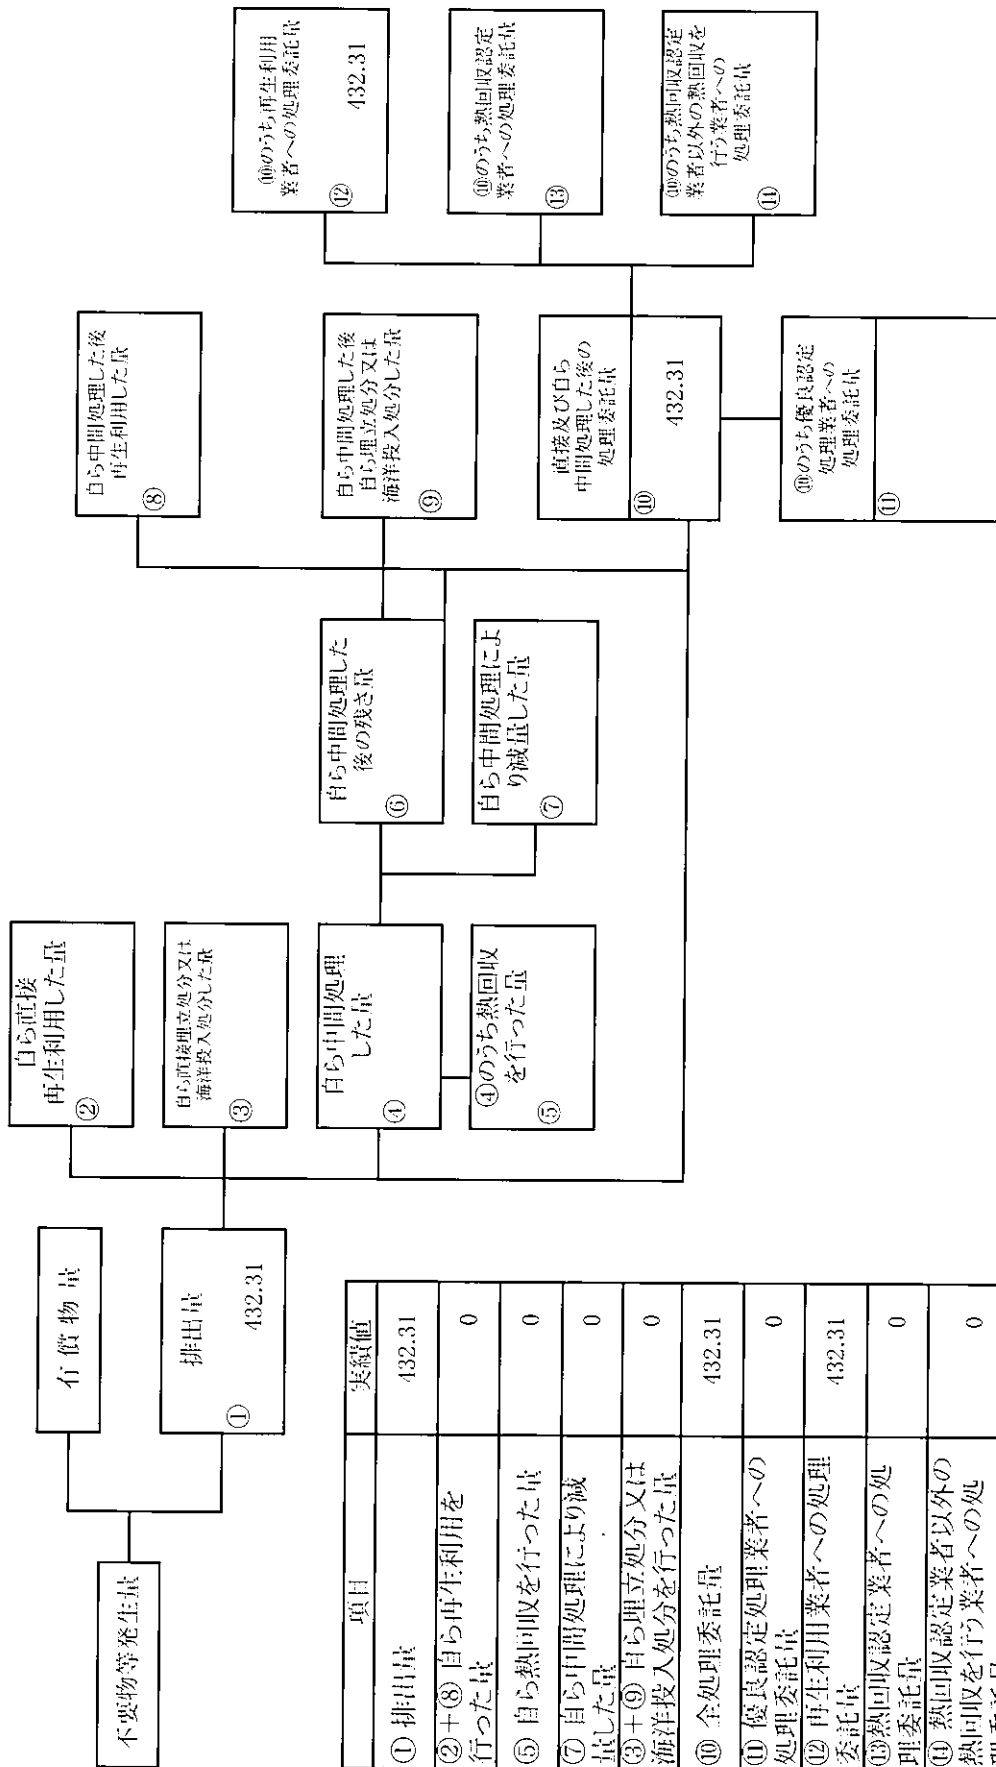 不要物等発生量
有償物量
排出量
①
432.31
自ら直接
再生利用した量
②
自ら直接埋立処分又は
海洋投入処分した量
③
自ら中間処理
した量
④
④のうち熱回収
を行った量
⑤
自ら中間処理した
後の残さ量
⑥
自ら中間処理によ
り減量した量
⑦
自ら中間処理した後
再生利用した量
⑧
自ら中間処理した後
自ら埋立処分又は
海洋投入処分した量
⑨
直接及び自ら
中間処理した後の
処理委託量
⑩
432.31
⑩のうち優良認定
処理業者への
処理委託量
⑪
⑩のうち再生利用
業者への処理委託量
⑫
432.31
⑩のうち熱回収認定
業者への処理委託量
⑬
⑩のうち熱回収認定
業者以外の熱回収を
行う業者への
処理委託量
⑭
項目 実績値
①排出量 432.31
②+⑧自ら再生利用を
行った量 0
⑤自ら熱回収を行った量 0
⑦自ら中間処理により減
量した量 0
③+⑨自ら埋立処分又は
海洋投入処分を行った量 0
⑩全処理委託量 432.31
⑪優良認定処理業者への
処理委託量 0
⑫再生利用業者への処理
委託量 432.31
⑬熱回収認定業者への処
理委託量 0
⑭熱回収認定業者以外の
熱回収を行う業者への処
理委託量 0